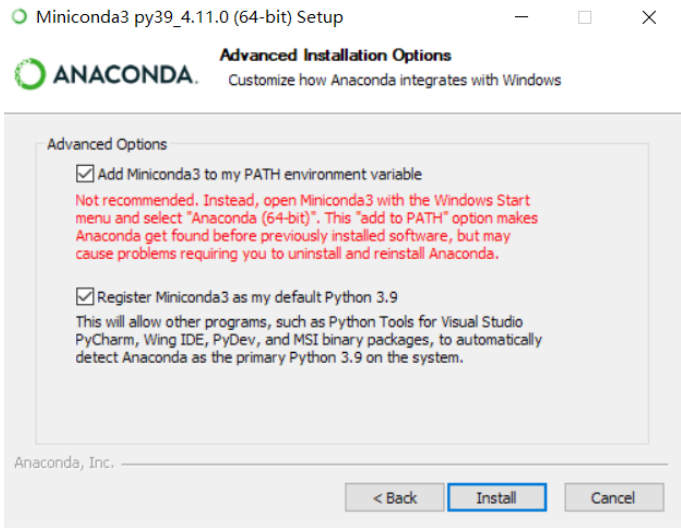 Miniconda3 py39_4.11.0 (64-bit) Setup
ANACONDA.
Advanced Installation Options
Customize how Anaconda integrates with Windows
Advanced Options
Add Miniconda3 to my PATH environment variable
Not recommended. Instead, open Miniconda3 with the Windows Start
menu and select "Anaconda (64-bit)". This "add to PATH" option makes
Anaconda get found before previously installed software, but may
cause problems requiring you to uninstall and reinstall Anaconda.
Register Miniconda3 as my default Python 3.9
This will allow other programs, such as Python Tools for Visual Studio
PyCharm, Wing IDE, PyDev, and MSI binary packages, to automatically
detect Anaconda as the primary Python 3.9 on the system.
Anaconda, Inc.
< Back
Install
Cancel